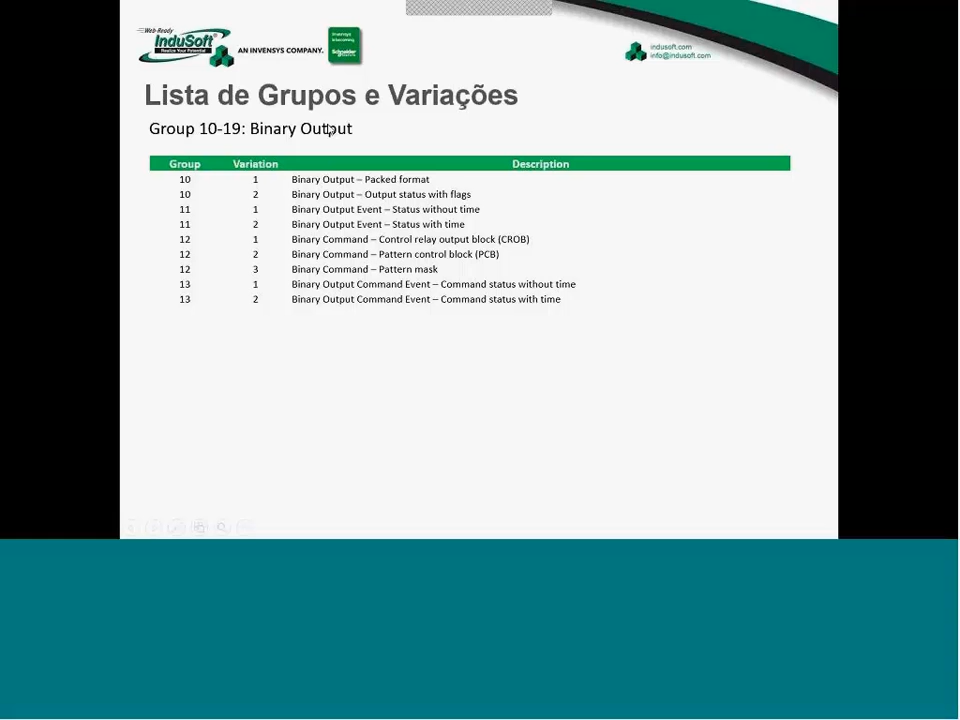 Web-Ready
InduSoft
Realize Your Potential
AN INVENSYS COMPANY.
Invensys
Schneider
indusoft.com
info@indusoft.com
Lista de Grupos e Variações
Group 10-19: Binary Output
Group Variation Description
10 1 Binary Output – Packed format
10 2 Binary Output – Output status with flags
11 1 Binary Output Event – Status without time
11 2 Binary Output Event – Status with time
12 1 Binary Command – Control relay output block (CROB)
12 2 Binary Command – Pattern control block (PCB)
12 3 Binary Command – Pattern mask
13 1 Binary Output Command Event – Command status without time
13 2 Binary Output Command Event – Command status with time